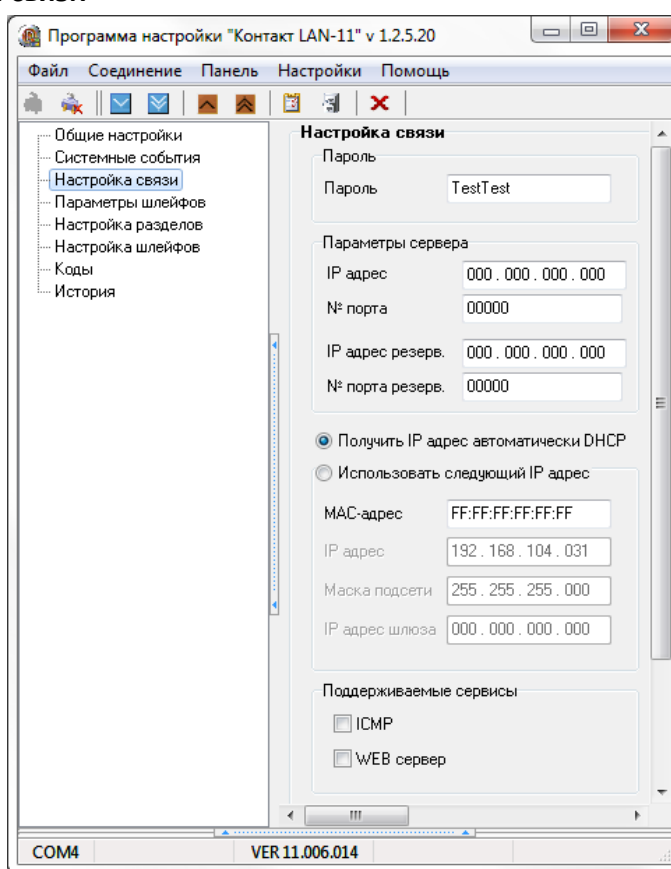 Программа настройки "Контакт LAN-11" v 1.2.5.20
Файл Соединение Панель Настройки Помощь
Общие настройки
Системные события
Настройка связи
Параметры шлейфов
Настройка разделов
Настройка шлейфов
Коды
История
Настройка связи
Пароль
Пароль TestTest
Параметры сервера
IP адрес 000 . 000 . 000 . 000
№ порта 00000
IP адрес резерв. 000 . 000 . 000 . 000
№ порта резерв. 00000
Получить IP адрес автоматически DHCP
Использовать следующий IP адрес
MAC-адрес FF:FF:FF:FF:FF:FF
IP адрес 192 . 168 . 104 . 031
Маска подсети 255 . 255 . 255 . 000
IP адрес шлюза 000 . 000 . 000 . 000
Поддерживаемые сервисы
ICMP
WEB сервер
COM4 VER 11.006.014